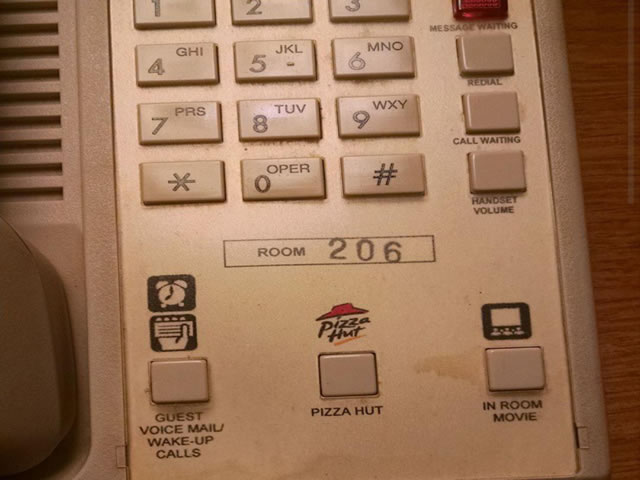 1 2 3
MESSAGE WAITING
4 GHI 5 JKL 6 MNO
REDIAL
7 PRS 8 TUV 9 WXY
CALL WAITING
* 0 OPER #
HANDSET
VOLUME
ROOM 206
Pizza
Hut
GUEST
VOICE MAIL/
WAKE-UP
CALLS
PIZZA HUT
IN ROOM
MOVIE